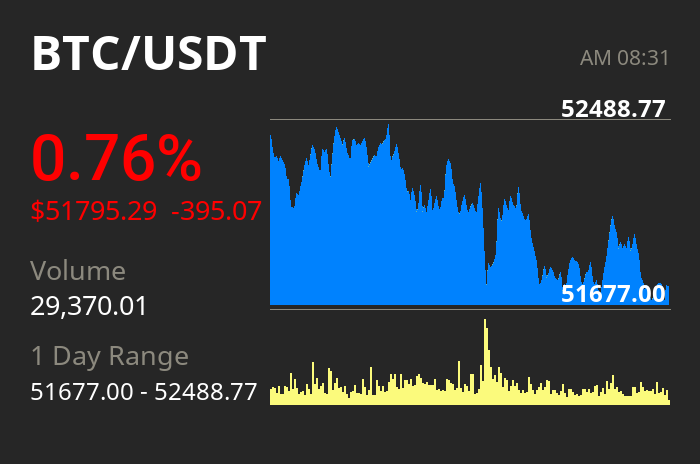 BTC/USDT
AM 08:31
52488.77
0.76%
$51795.29 -395.07
Volume
29,370.01
51677.00
1 Day Range
51677.00 - 52488.77